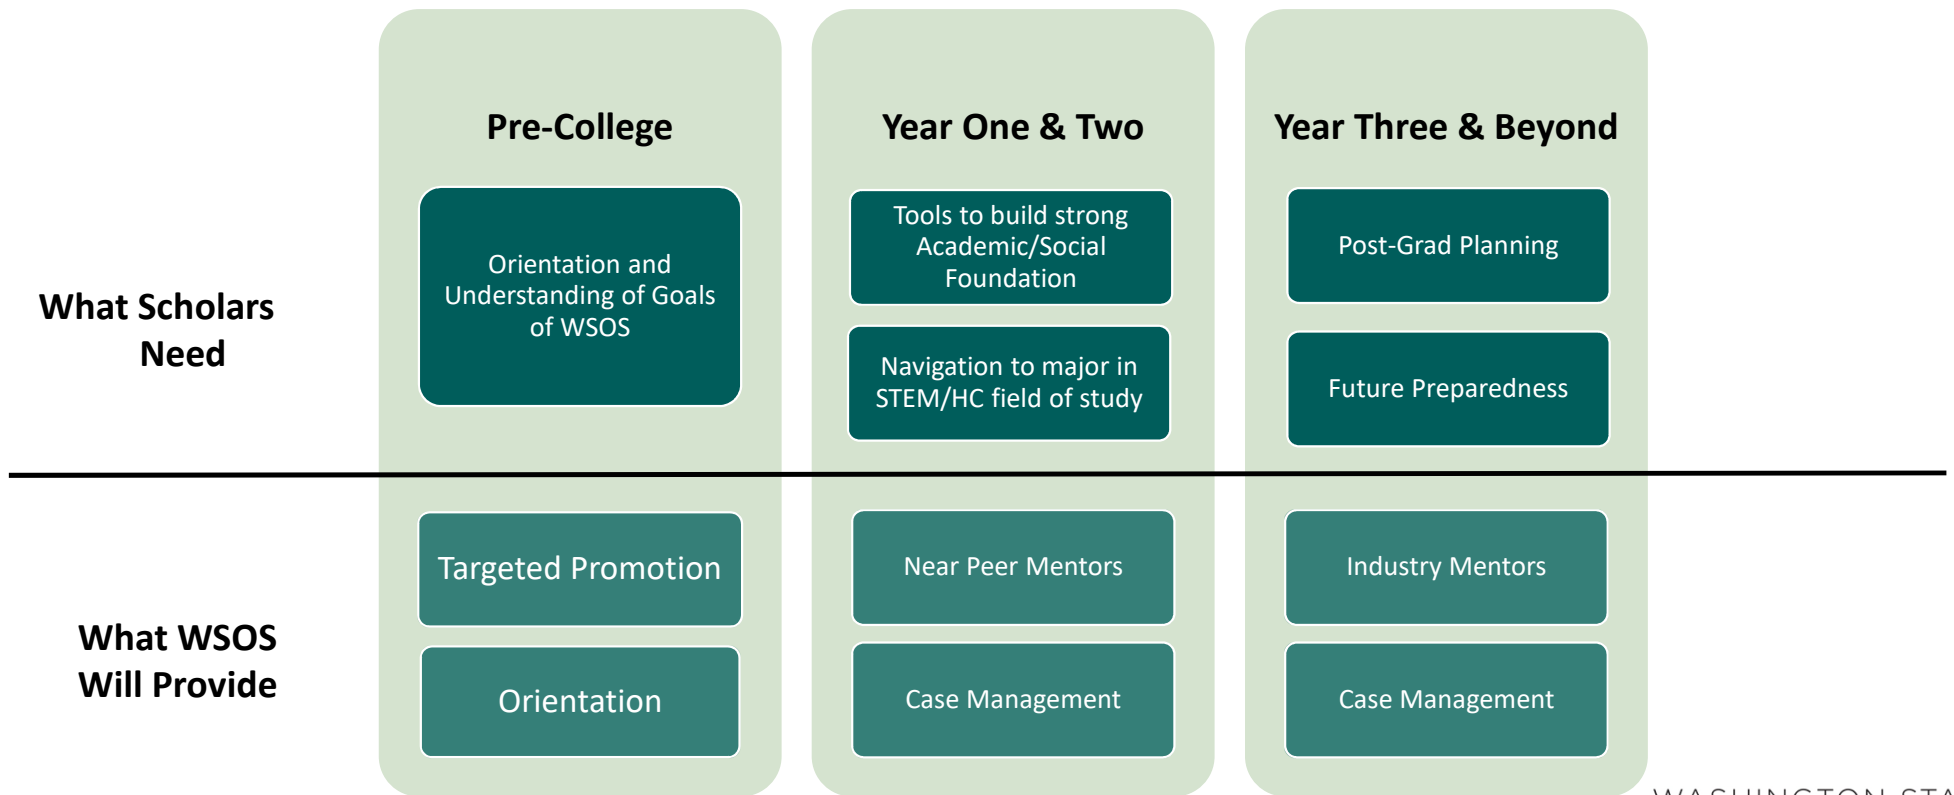 Pre-College
Year One & Two
Year Three & Beyond
What Scholars
Need
Orientation and
Understanding of Goals
of WSOS
Tools to build strong
Academic/Social
Foundation
Navigation to major in
STEM/HC field of study
Post-Grad Planning
Future Preparedness
What WSOS
Will Provide
Targeted Promotion
Orientation
Near Peer Mentors
Case Management
Industry Mentors
Case Management
WASHINGTON STA